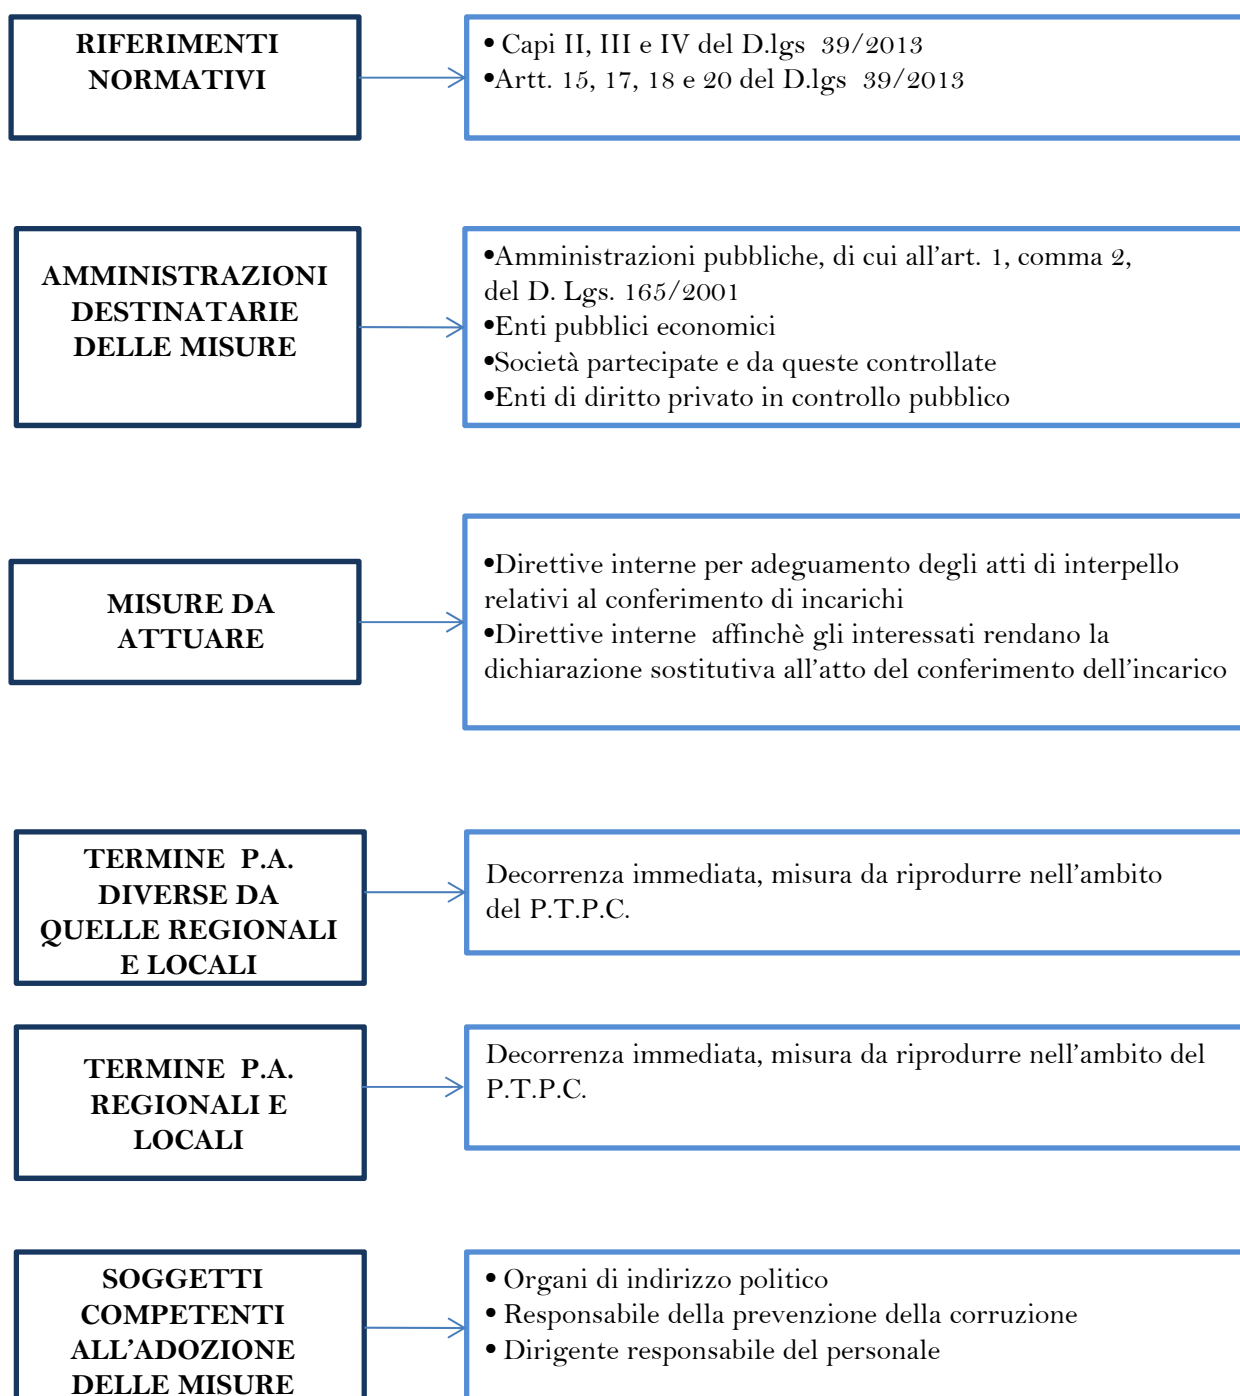 RIFERIMENTI
NORMATIVI
• Capi II, III e IV del D.lgs 39/2013
•Artt. 15, 17, 18 e 20 del D.lgs 39/2013
AMMINISTRAZIONI
DESTINATARIE
DELLE MISURE
•Amministrazioni pubbliche, di cui all’art. 1, comma 2,
del D. Lgs. 165/2001
•Enti pubblici economici
•Società partecipate e da queste controllate
•Enti di diritto privato in controllo pubblico
MISURE DA
ATTUARE
•Direttive interne per adeguamento degli atti di interpello
relativi al conferimento di incarichi
•Direttive interne affinchè gli interessati rendano la
dichiarazione sostitutiva all’atto del conferimento dell’incarico
TERMINE P.A.
DIVERSE DA
QUELLE REGIONALI
E LOCALI
Decorrenza immediata, misura da riprodurre nell’ambito
del P.T.P.C.
TERMINE P.A.
REGIONALI E
LOCALI
Decorrenza immediata, misura da riprodurre nell’ambito del
P.T.P.C.
SOGGETTI
COMPETENTI
ALL’ADOZIONE
DELLE MISURE
• Organi di indirizzo politico
• Responsabile della prevenzione della corruzione
• Dirigente responsabile del personale